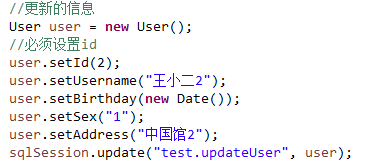 //更新的信息
User user = new User();
//必须设置id
user.setId(2);
user.setUsername("王小二2");
user.setBirthday(new Date());
user.setSex("1");
user.setAddress("中国馆2");
sqlSession.update("test.updateUser", user);